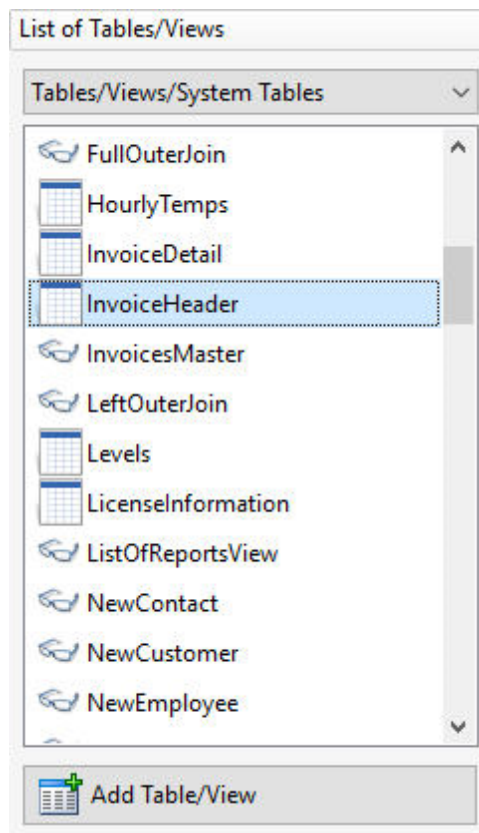 List of Tables/Views
Tables/Views/System Tables
FullOuterJoin
HourlyTemps
InvoiceDetail
InvoiceHeader
InvoicesMaster
LeftOuterJoin
Levels
LicenseInformation
ListOfReportsView
NewContact
NewCustomer
NewEmployee
Add Table/View